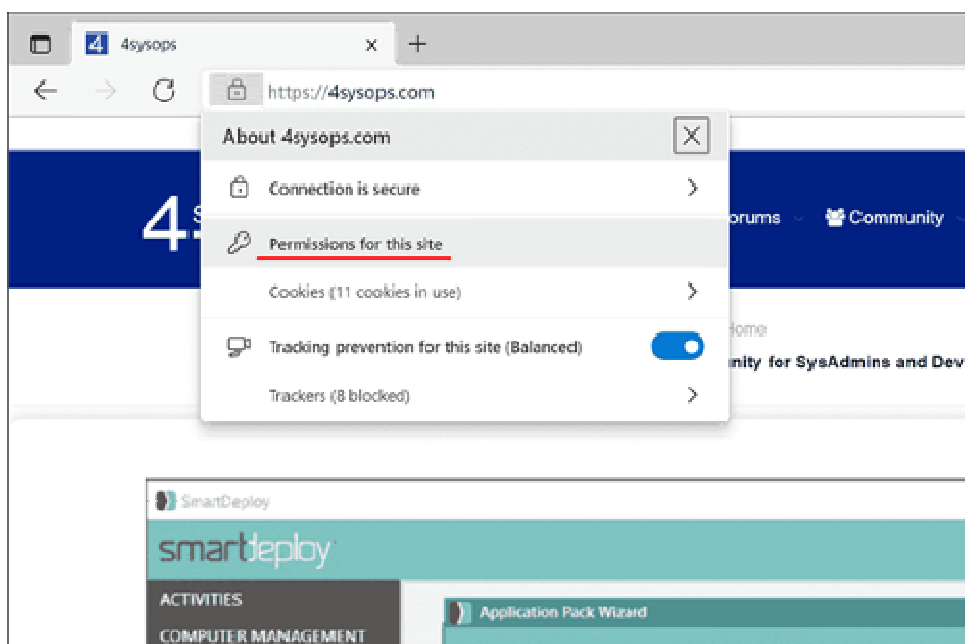 4sysops
https://4sysops.com
About 4sysops.com
Connection is secure
4
orums
Community
Permissions for this site
Cookies (11 cookies in use)
Home
Tracking prevention for this site (Balanced)
nity for SysAdmins and Dev
Trackers (8 blocked)
SmartDeploy
smartdeploy
ACTIVITIES
Application Pack Wizard
COMPUTER MANAGEMENT